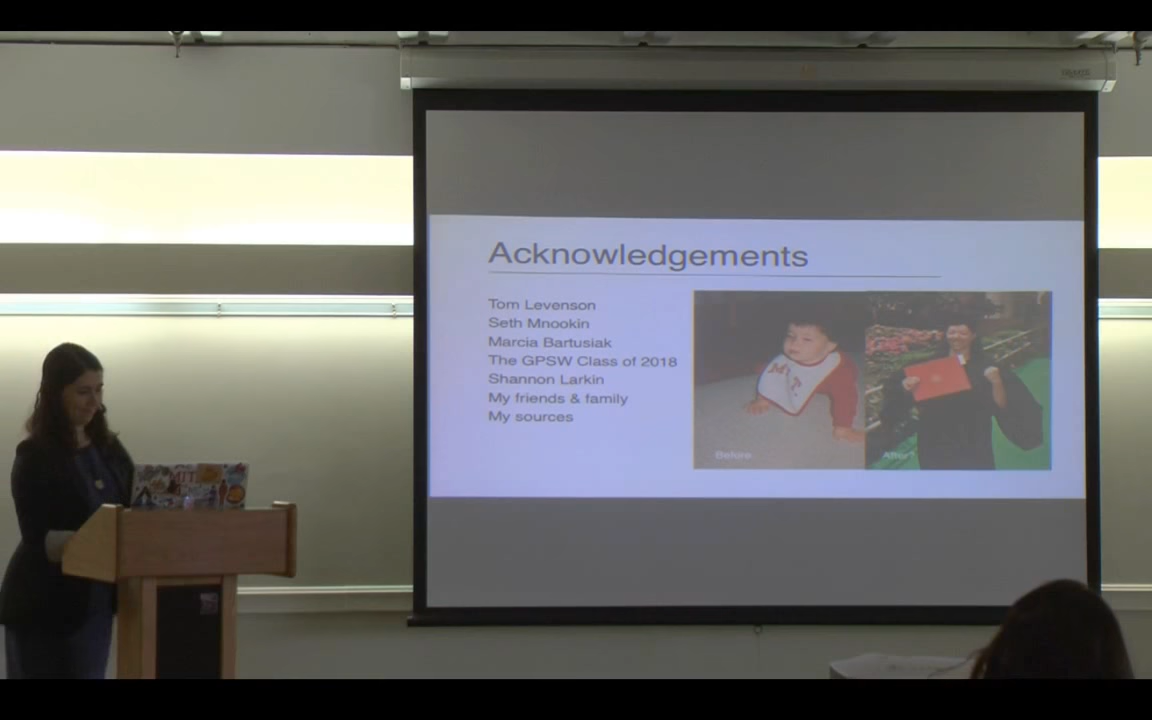 Acknowledgements
Tom Levenson
Seth Mnookin
Marcia Bartusiak
The GPSW Class of 2018
Shannon Larkin
My friends & family
My sources
M.I.T.
Before
After*
MIT